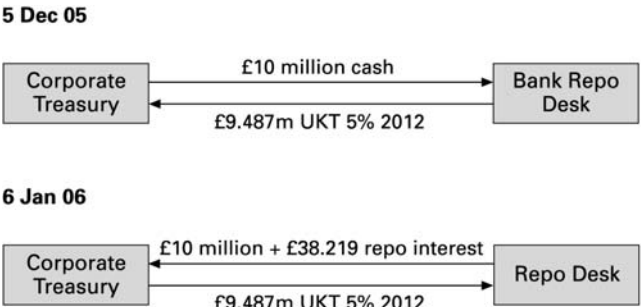 5 Dec 05
Corporate
Treasury
£10 million cash
£9.487m UKT 5% 2012
Bank Repo
Desk
6 Jan 06
Corporate
Treasury
£10 million + £38.219 repo interest
£9.487m UKT 5% 2012
Repo Desk